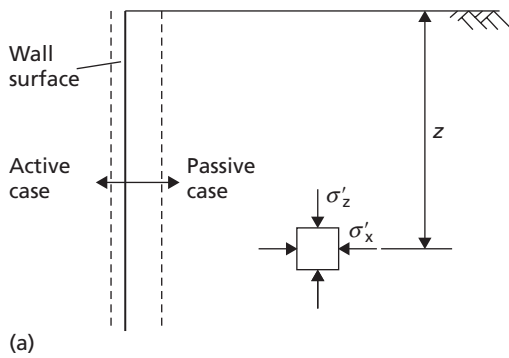 Wall
surface
z
Active
case
Passive
case
σ′z
σ′x
(a)